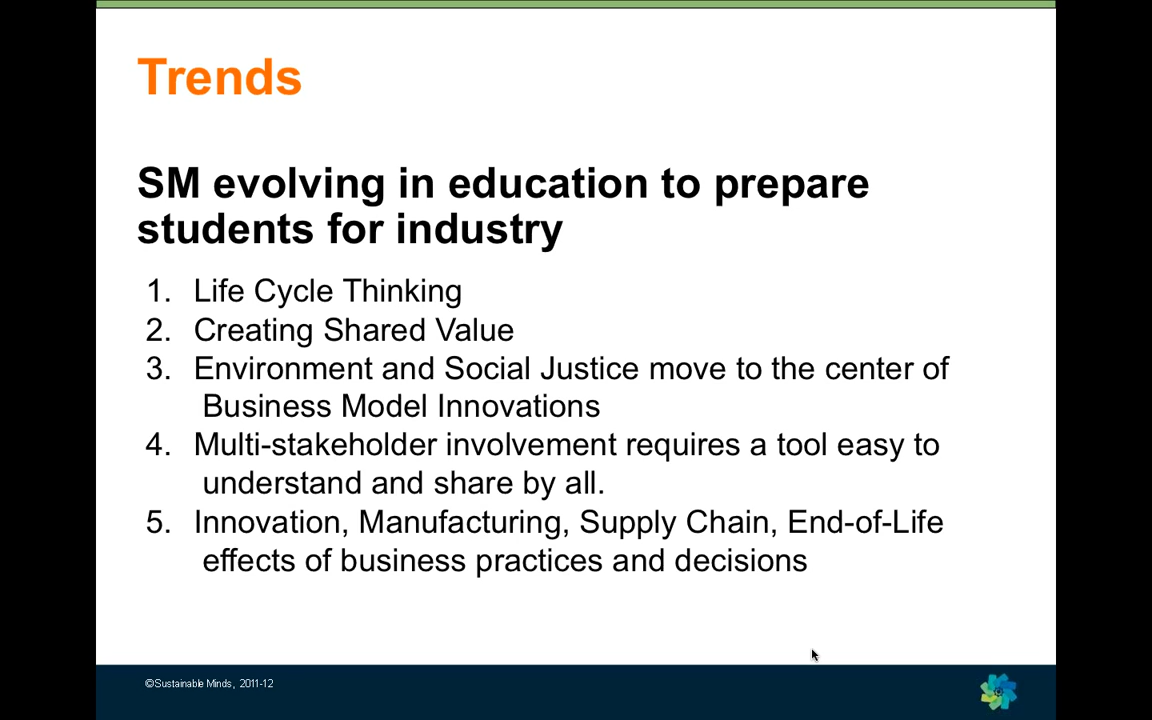 Trends
SM evolving in education to prepare
students for industry
1. Life Cycle Thinking
2. Creating Shared Value
3. Environment and Social Justice move to the center of
Business Model Innovations
4. Multi-stakeholder involvement requires a tool easy to
understand and share by all.
5. Innovation, Manufacturing, Supply Chain, End-of-Life
effects of business practices and decisions
©Sustainable Minds, 2011-12